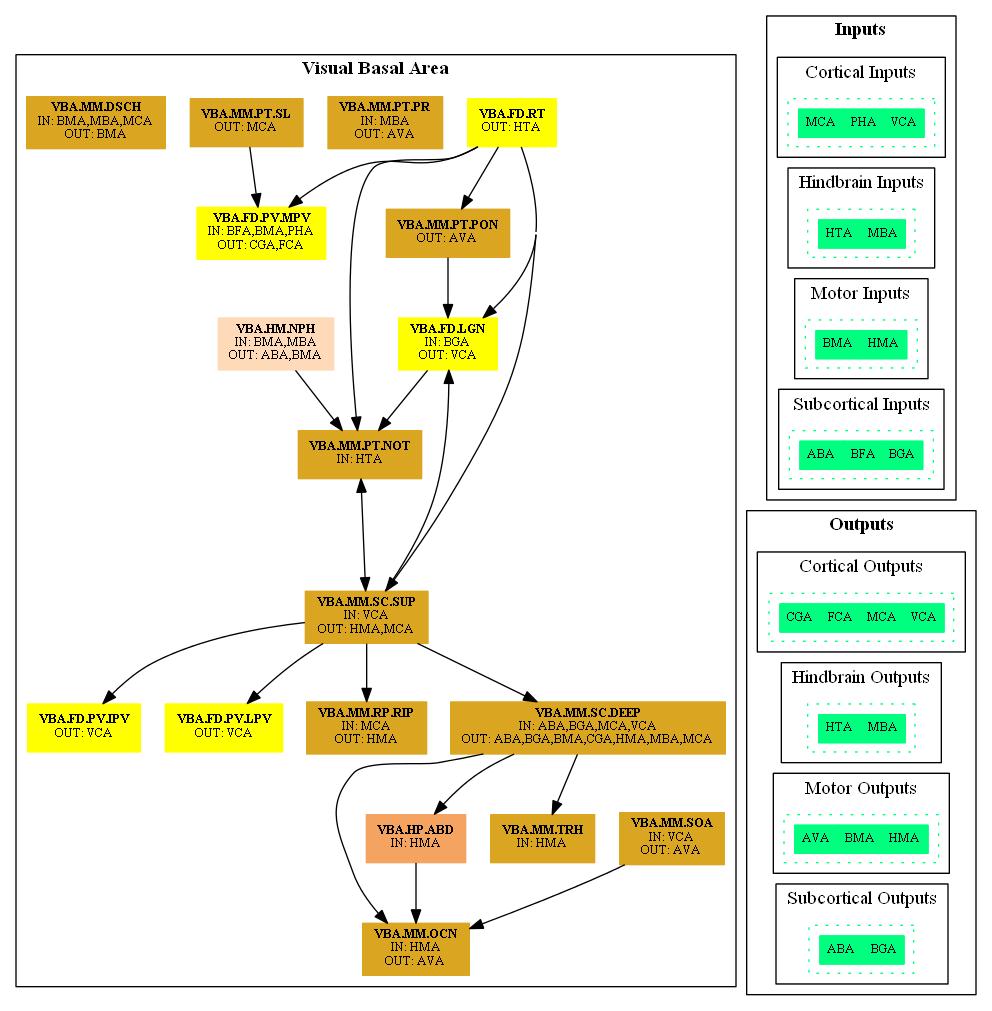 Visual Basal Area
VBA.MM.DSCH
IN: BMA,MBA,MCA
OUT: BMA
VBA.MM.PT.SL
OUT: MCA
VBA.MM.PT.PR
IN: MBA
OUT: AVA
VBA.FD.RT
OUT: HTA
VBA.FD.PV.MPV
IN: BFA,BMA,PHA
OUT: CGA,FCA
VBA.MM.PT.PON
OUT: AVA
VBA.HM.NPH
IN: BMA,MBA
OUT: ABA,BMA
VBA.FD.LGN
IN: BGA
OUT: VCA
VBA.MM.PT.NOT
IN: HTA
VBA.MM.SC.SUP
IN: VCA
OUT: HMA,MCA
VBA.FD.PV.IPV
OUT: VCA
VBA.FD.PV.LPV
OUT: VCA
VBA.MM.RP.RIP
IN: MCA
OUT: HMA
VBA.MM.SC.DEEP
IN: ABA,BGA,MCA,VCA
OUT: ABA,BGA,BMA,CGA,HMA,MBA,MCA
VBA.HP.ABD
IN: HMA
VBA.MM.TRH
IN: HMA
VBA.MM.SOA
IN: VCA
OUT: AVA
VBA.MM.OCN
IN: HMA
OUT: AVA
Inputs
Cortical Inputs
MCA PHA VCA
Hindbrain Inputs
HTA MBA
Motor Inputs
BMA HMA
Subcortical Inputs
ABA BFA BGA
Outputs
Cortical Outputs
CGA FCA MCA VCA
Hindbrain Outputs
HTA MBA
Motor Outputs
AVA BMA HMA
Subcortical Outputs
ABA BGA